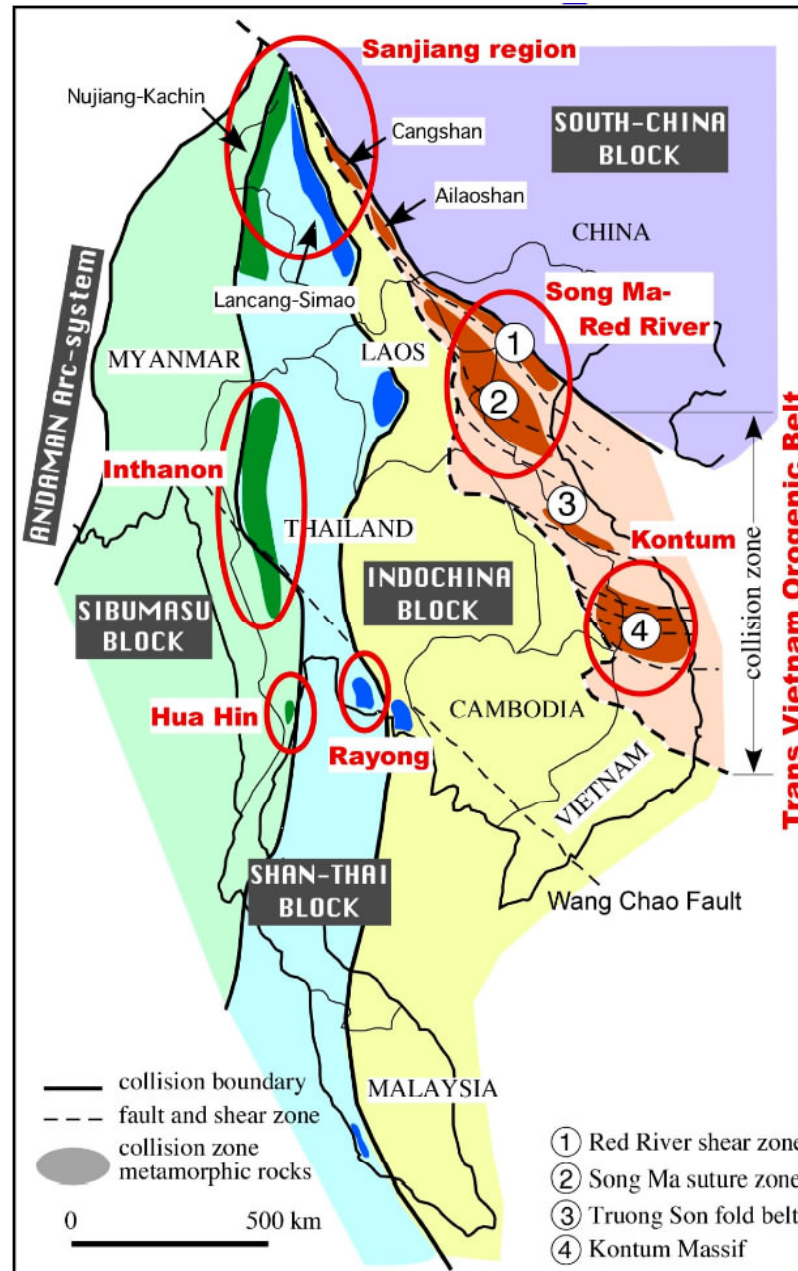 Sanjiang region
Nujiang-Kachin
Cangshan
SOUTH-CHINA
BLOCK
Ailaoshan
CHINA
Lancang-Simao
Song Ma-
Red River
MYANMAR
LAOS
1
2
ANDAMAN Arc-system
Inthanon
THAILAND
3
Kontum
INDOCHINA
BLOCK
SIBUMASU
BLOCK
4
collision zone
Trans Vietnam Orogenic Belt
Hua Hin
Rayong
CAMBODIA
VIETNAM
SHAN-THAI
BLOCK
Wang Chao Fault
MALAYSIA
collision boundary
fault and shear zone
collision zone
metamorphic rocks
0 500 km
1 Red River shear zone
2 Song Ma suture zone
3 Truong Son fold belt
4 Kontum Massif